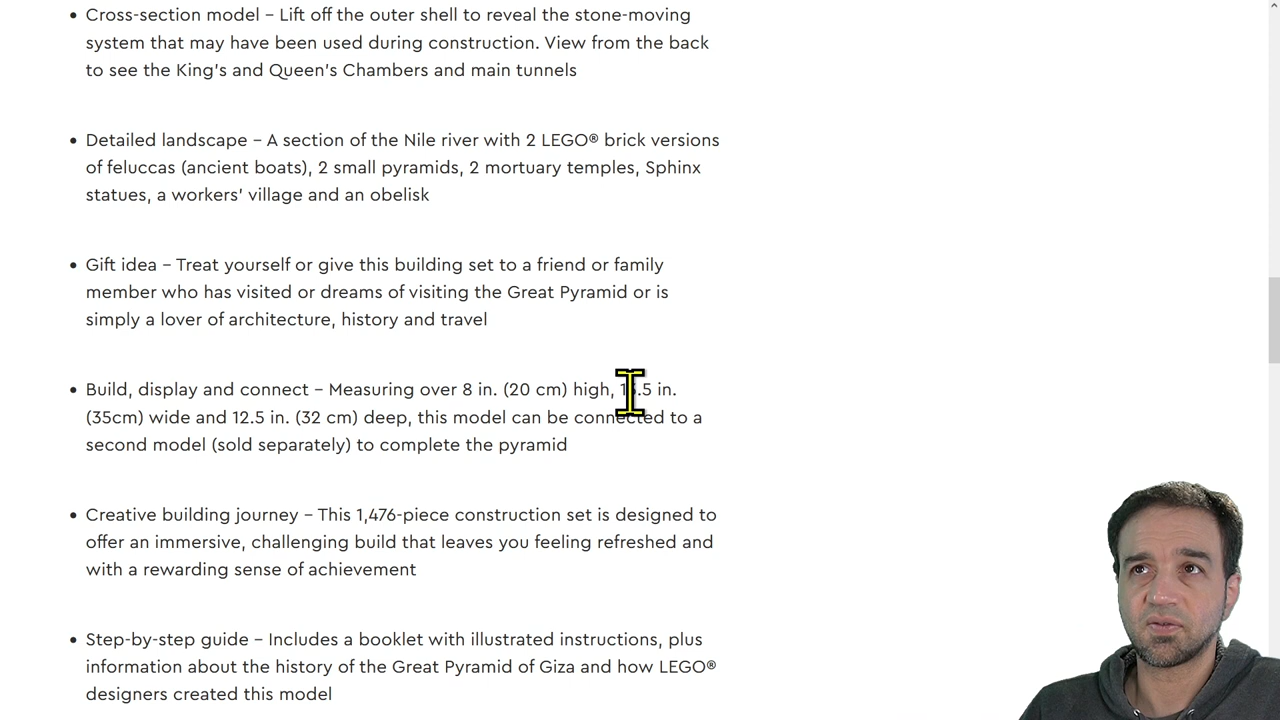 • Cross-section model – Lift off the outer shell to reveal the stone-moving
system that may have been used during construction. View from the back
to see the King's and Queen's Chambers and main tunnels
• Detailed landscape – A section of the Nile river with 2 LEGO® brick versions
of feluccas (ancient boats), 2 small pyramids, 2 mortuary temples, Sphinx
statues, a workers' village and an obelisk
• Gift idea – Treat yourself or give this building set to a friend or family
member who has visited or dreams of visiting the Great Pyramid or is
simply a lover of architecture, history and travel
• Build, display and connect – Measuring over 8 in. (20 cm) high, in.
(35cm) wide and 12.5 in. (32 cm) deep, this model can be connected to a
second model (sold separately) to complete the pyramid
• Creative building journey – This 1,476-piece construction set is designed to
offer an immersive, challenging build that leaves you feeling refreshed and
with a rewarding sense of achievement
• Step-by-step guide – Includes a booklet with illustrated instructions, plus
information about the history of the Great Pyramid of Giza and how LEGO®
designers created this model